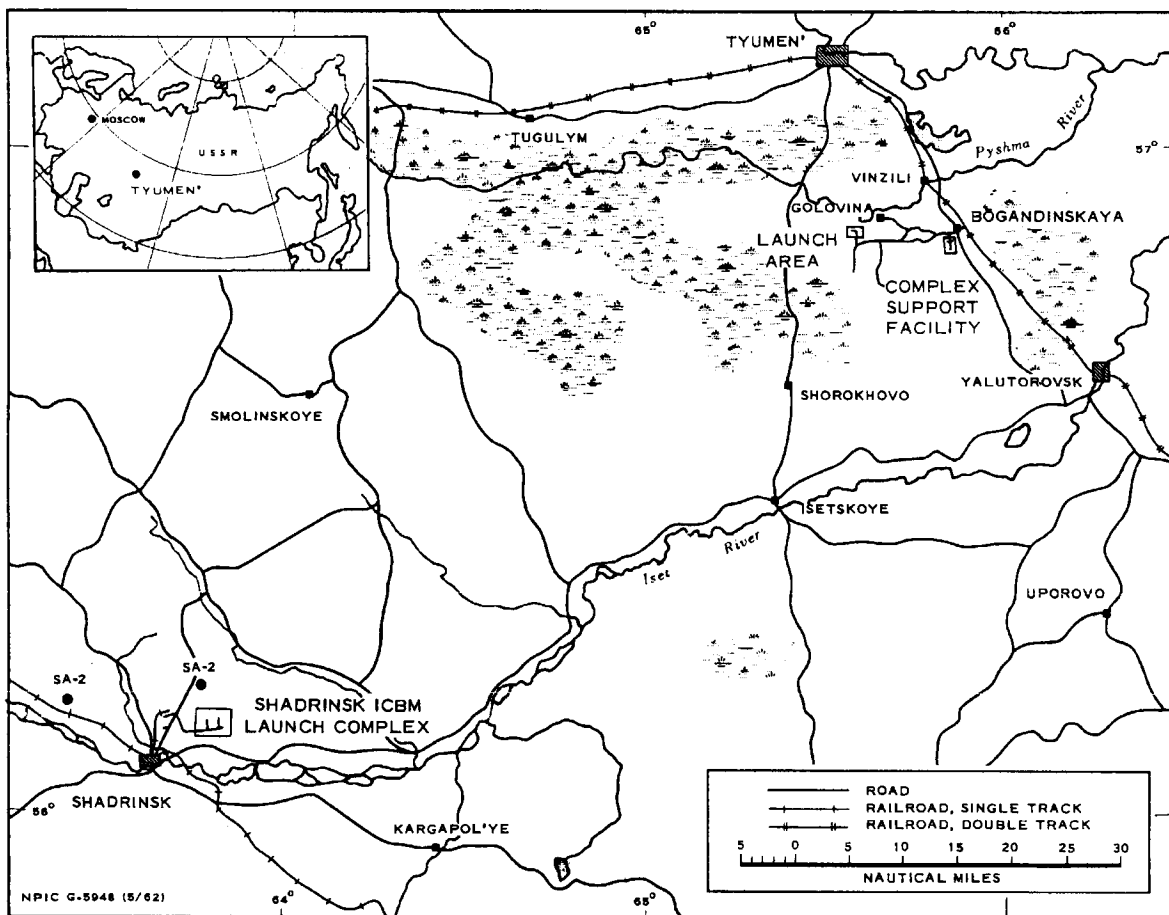 65°
66°
TYUMEN'
MOSCOW
USSR
TYUMEN'
TUGULYM
River
Pyshma
57°
VINZILI
GOLOVINA
BOGANDINSKAYA
LAUNCH
AREA
COMPLEX
SUPPORT
FACILITY
YALUTOROVSK
SHOROKHOVO
SMOLINSKOYE
ISETSKOYE
Iset
River
UPOROVO
SA-2
SA-2
SHADRINSK ICBM
LAUNCH COMPLEX
SHADRINSK
56°
KARGAPOL'YE
64°
65°
ROAD
RAILROAD, SINGLE TRACK
RAILROAD, DOUBLE TRACK
5 0 5 10 15 20 25 30
NAUTICAL MILES
NPIC G-5948 (5/62)